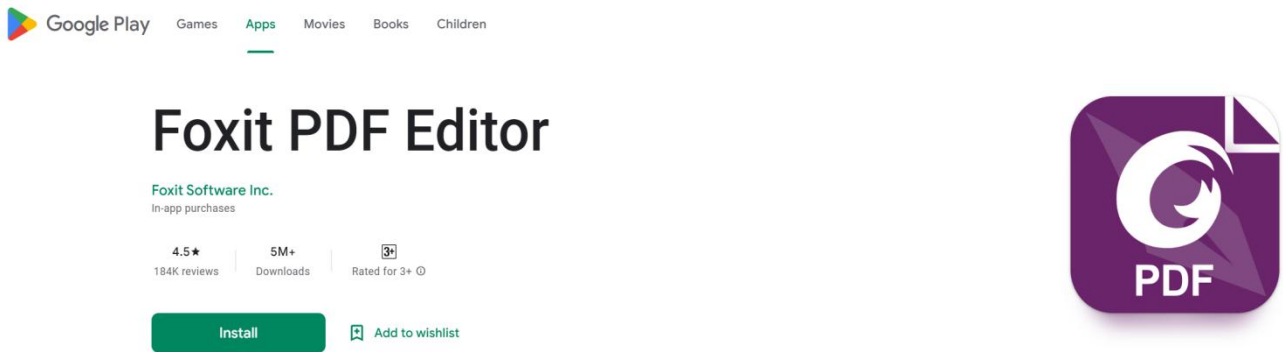 Google Play Games Apps Movies Books Children
Foxit PDF Editor
Foxit Software Inc.
In-app purchases
4.5★ 5M+ 3+
184K reviews Downloads Rated for 3+
Install Add to wishlist
PDF